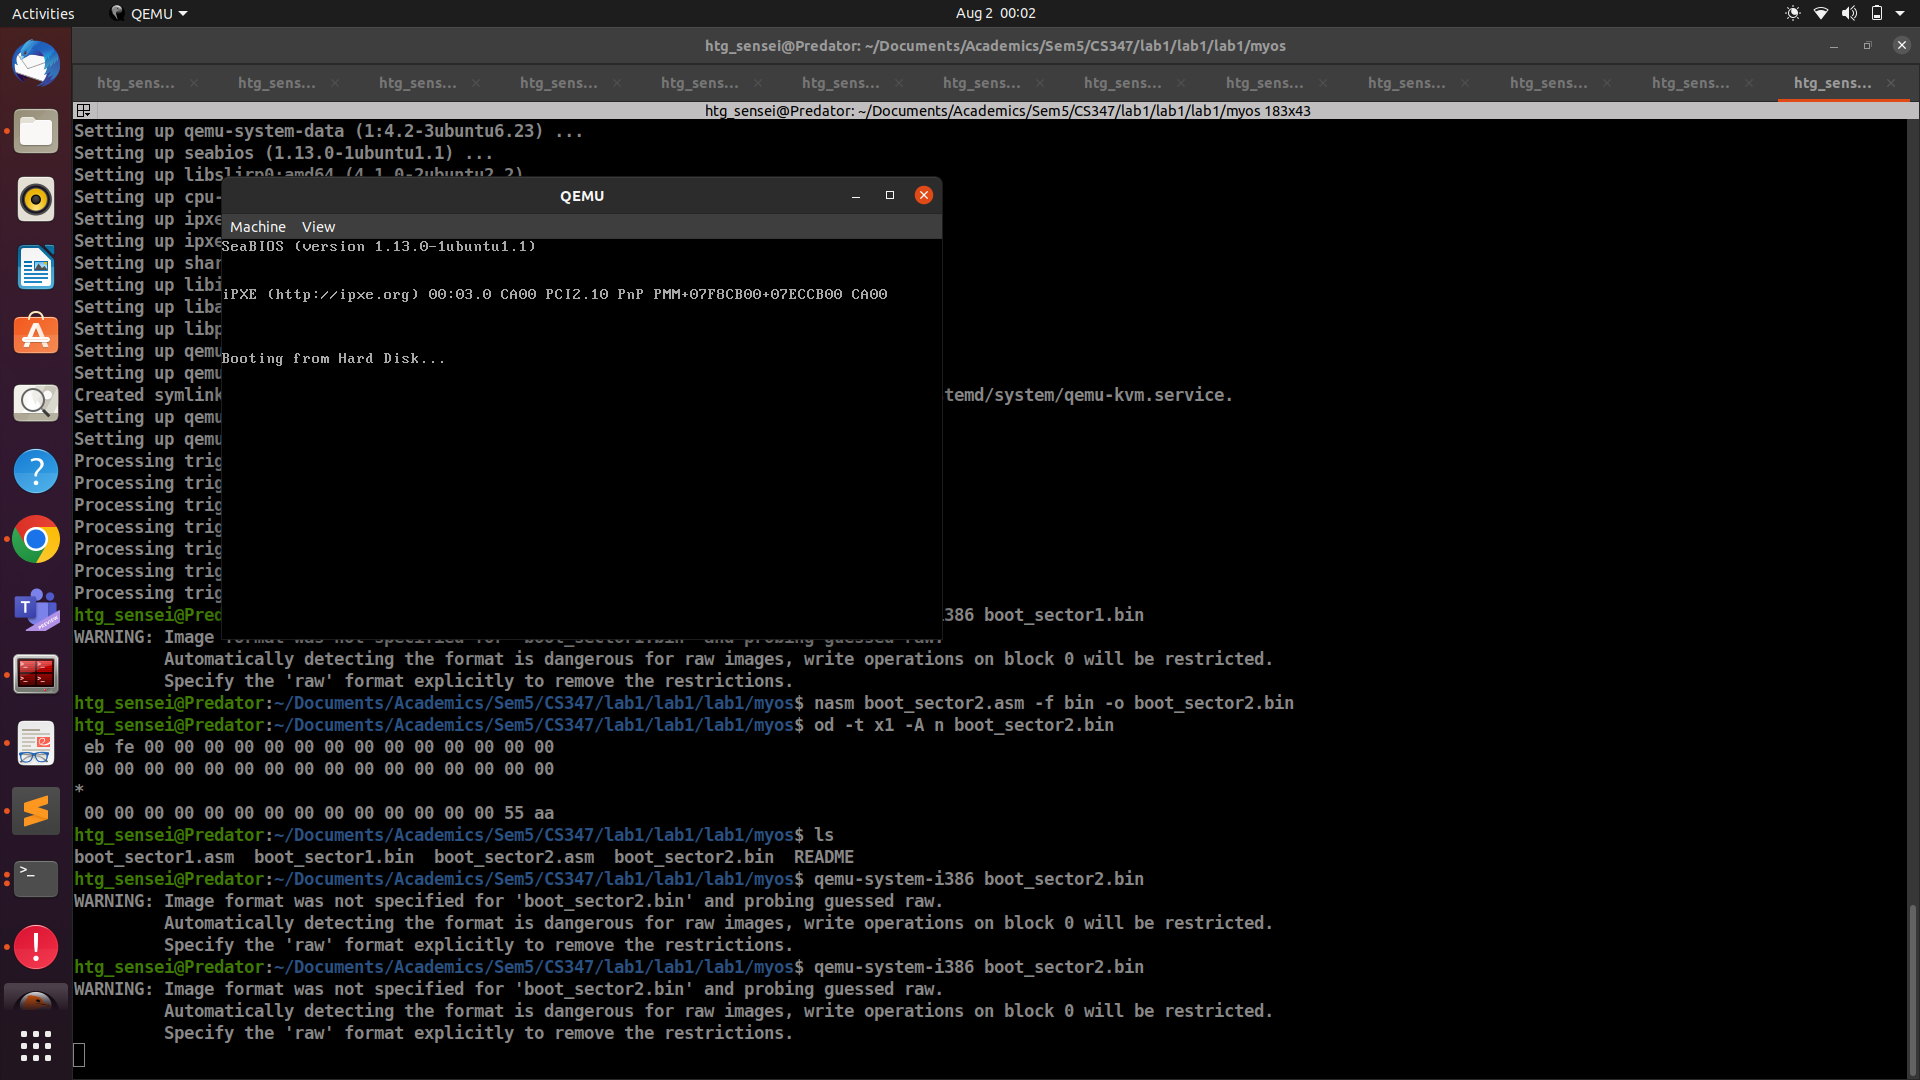 Activities QEMU Aug 2 00:02
htg_sensei@Predator: ~/Documents/Academics/Sem5/CS347/lab1/lab1/lab1/myos
htg_sens... htg_sens... htg_sens... htg_sens... htg_sens... htg_sens... htg_sens... htg_sens... htg_sens... htg_sens... htg_sens... htg_sens... htg_sens...
htg_sensei@Predator: ~/Documents/Academics/Sem5/CS347/lab1/lab1/lab1/myos 183x43
Setting up qemu-system-data (1:4.2-3ubuntu6.23) ...
Setting up seabios (1.13.0-1ubuntu1.1) ...
Setting up libslirp0:amd64 (4.1.0-2ubuntu2.2)
Setting up cpu-
Setting up ipxe
Setting up ipxe
Setting up shar
Setting up libi
Setting up liba
Setting up libp
Setting up qemu
Setting up qemu
Created symlink temd/system/qemu-kvm.service.
Setting up qemu
Setting up qemu
Processing trig
Processing trig
Processing trig
Processing trig
Processing trig
Processing trig
Processing trig
QEMU
Machine View
SeaBIOS (version 1.13.0-1ubuntu1.1)
iPXE (http://ipxe.org) 00:03.0 CA00 PCI2.10 PnP PMM+07F8CB00+07ECCB00 CA00
Booting from Hard Disk...
htg_sensei@Pred i386 boot_sector1.bin
WARNING: Image format was not specified for 'boot_sector1.bin' and probing guessed raw.
Automatically detecting the format is dangerous for raw images, write operations on block 0 will be restricted.
Specify the 'raw' format explicitly to remove the restrictions.
htg_sensei@Predator:~/Documents/Academics/Sem5/CS347/lab1/lab1/lab1/myos$ nasm boot_sector2.asm -f bin -o boot_sector2.bin
htg_sensei@Predator:~/Documents/Academics/Sem5/CS347/lab1/lab1/lab1/myos$ od -t x1 -A n boot_sector2.bin
eb fe 00 00 00 00 00 00 00 00 00 00 00 00 00 00
00 00 00 00 00 00 00 00 00 00 00 00 00 00 00 00
*
00 00 00 00 00 00 00 00 00 00 00 00 00 00 55 aa
htg_sensei@Predator:~/Documents/Academics/Sem5/CS347/lab1/lab1/lab1/myos$ ls
boot_sector1.asm boot_sector1.bin boot_sector2.asm boot_sector2.bin README
htg_sensei@Predator:~/Documents/Academics/Sem5/CS347/lab1/lab1/lab1/myos$ qemu-system-i386 boot_sector2.bin
WARNING: Image format was not specified for 'boot_sector2.bin' and probing guessed raw.
Automatically detecting the format is dangerous for raw images, write operations on block 0 will be restricted.
Specify the 'raw' format explicitly to remove the restrictions.
htg_sensei@Predator:~/Documents/Academics/Sem5/CS347/lab1/lab1/lab1/myos$ qemu-system-i386 boot_sector2.bin
WARNING: Image format was not specified for 'boot_sector2.bin' and probing guessed raw.
Automatically detecting the format is dangerous for raw images, write operations on block 0 will be restricted.
Specify the 'raw' format explicitly to remove the restrictions.